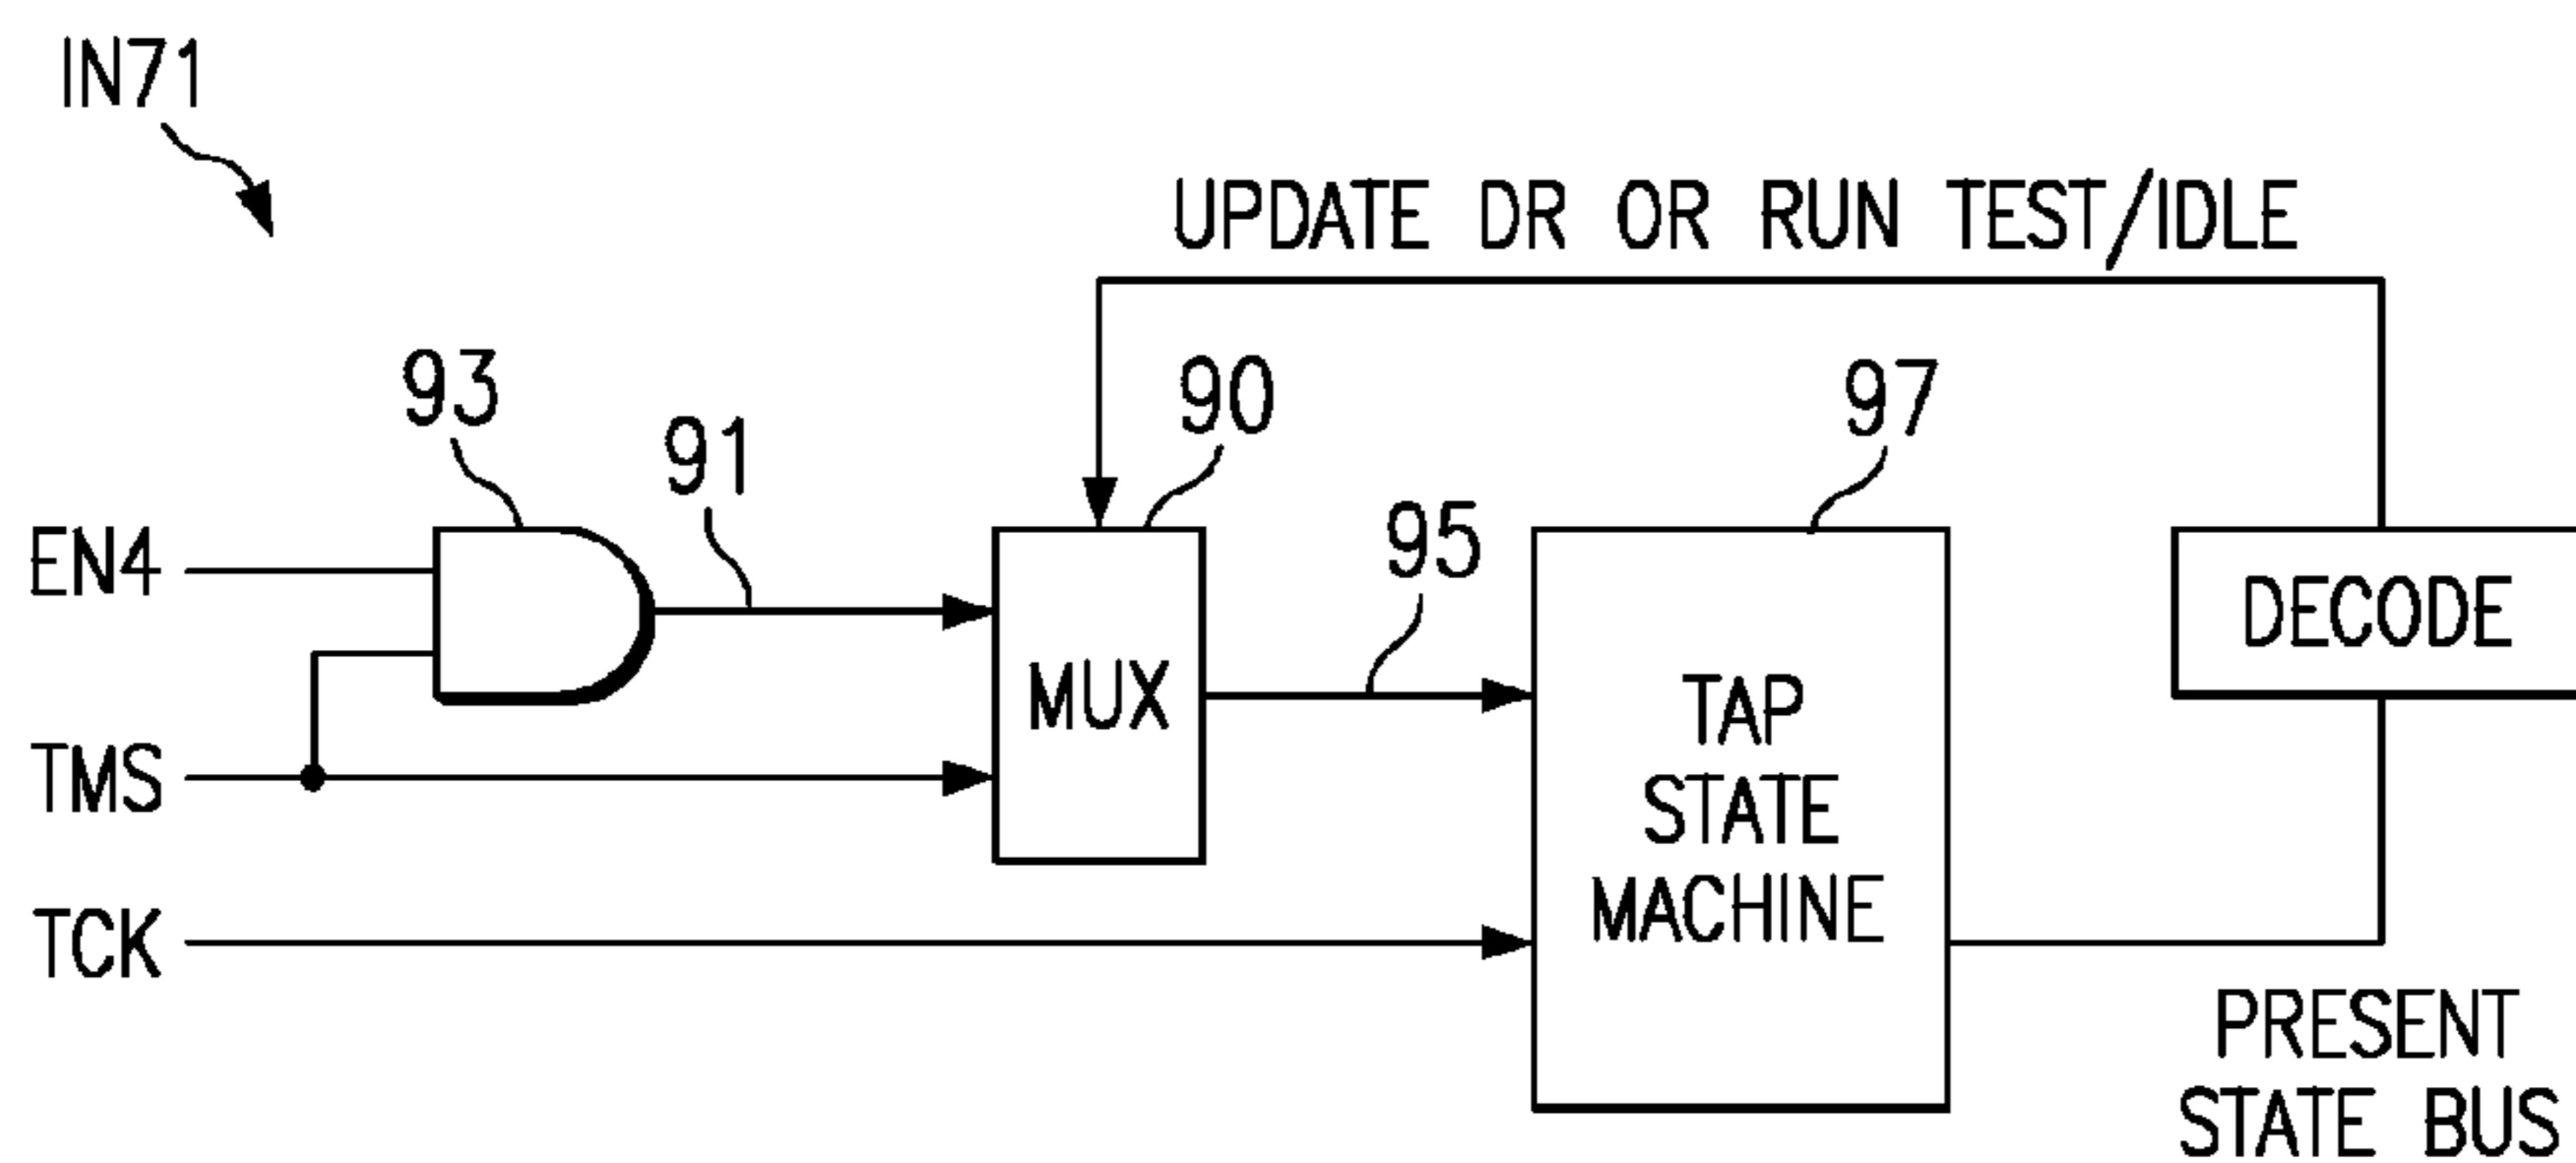 IN71
UPDATE DR OR RUN TEST/IDLE
93
91
90
95
97
EN4
TMS
TCK
MUX
TAP
STATE
MACHINE
DECODE
PRESENT
STATE BUS